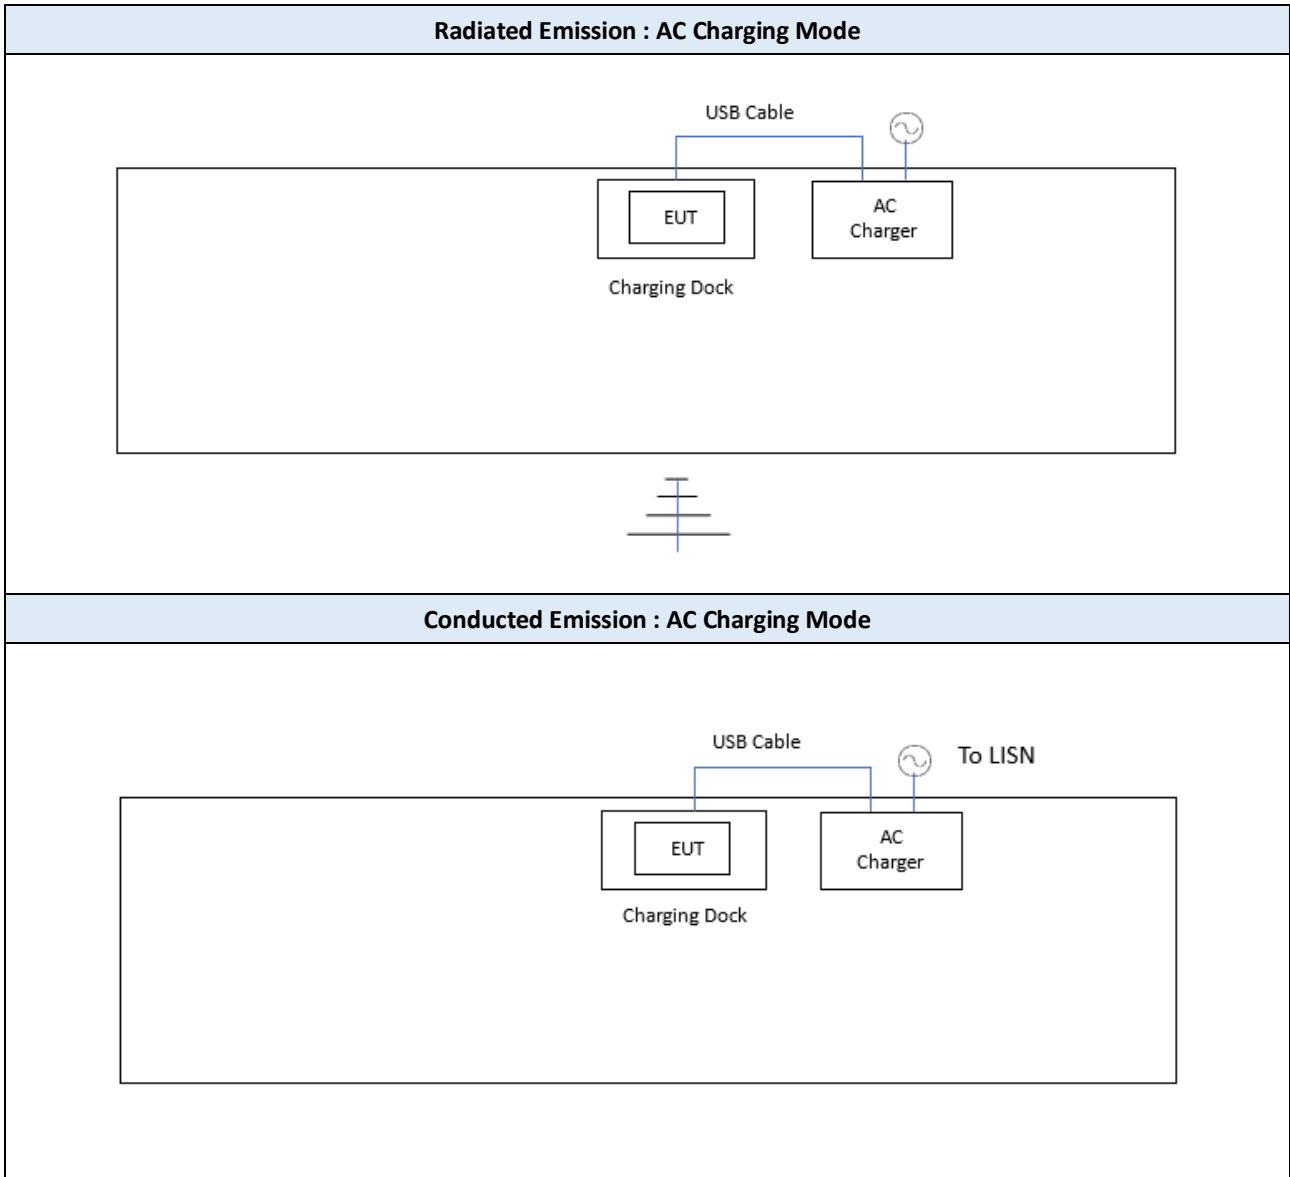 Radiated Emission : AC Charging Mode
USB Cable
EUT
AC
Charger
Charging Dock
Conducted Emission : AC Charging Mode
USB Cable
To LISN
EUT
AC
Charger
Charging Dock